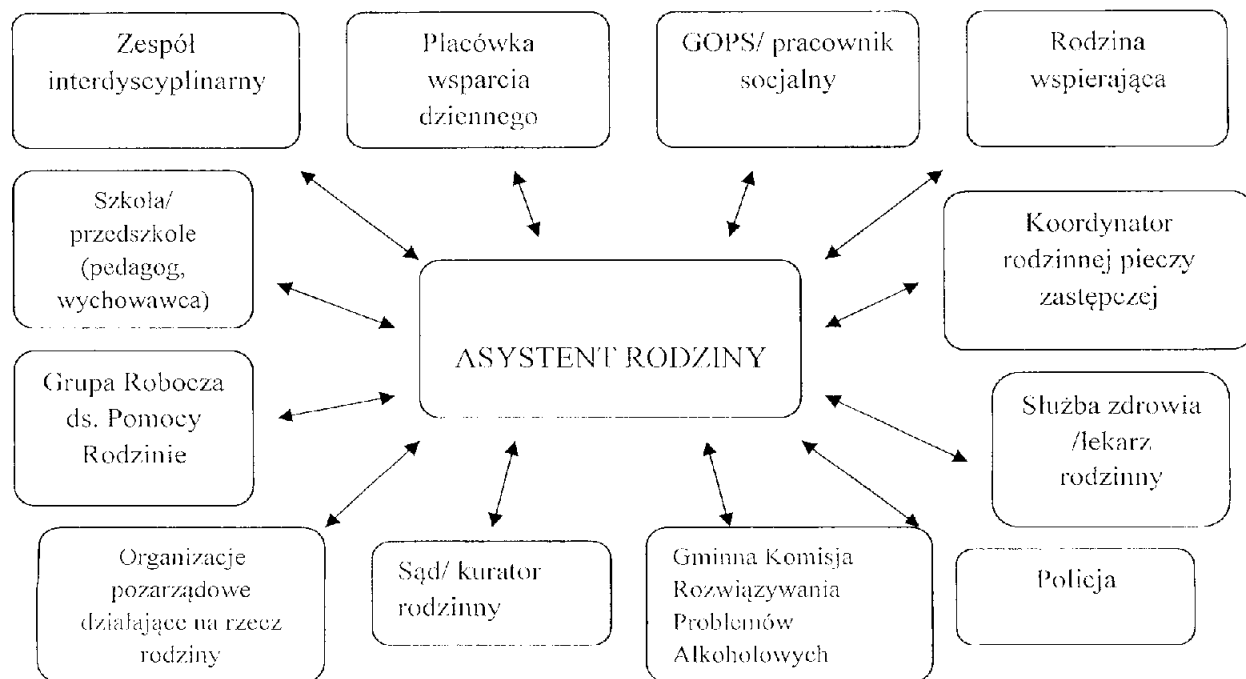 Zespół
interdyscyplinarny
Placówka
wsparcia
dziennego
GOPS/ pracownik
socjalny
Rodzina
wspierająca
Szkoła/
przedszkole
(pedagog,
wychowawca)
Koordynator
rodzinnej pieczy
zastępczej
ASYSTENT RODZINY
Grupa Robocza
ds. Pomocy
Rodzinie
Służba zdrowia
/lekarz
rodzinny
Organizacje
pozarządowe
działające na rzecz
rodziny
Sąd/ kurator
rodzinny
Gminna Komisja
Rozwiązywania
Problemów
Alkoholowych
Policja